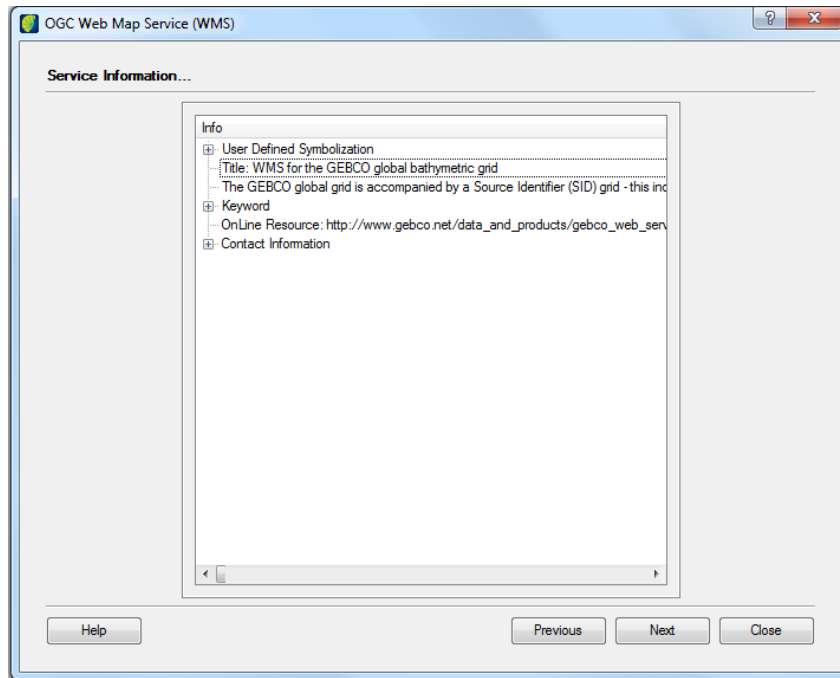 OGC Web Map Service (WMS)
Service Information...
Info
User Defined Symbolization
Title: WMS for the GEBCO global bathymetric grid
The GEBCO global grid is accompanied by a Source Identifier (SID) grid - this inc
Keyword
OnLine Resource: http://www.gebco.net/data_and_products/gebco_web_serv
Contact Information
Help
Previous
Next
Close